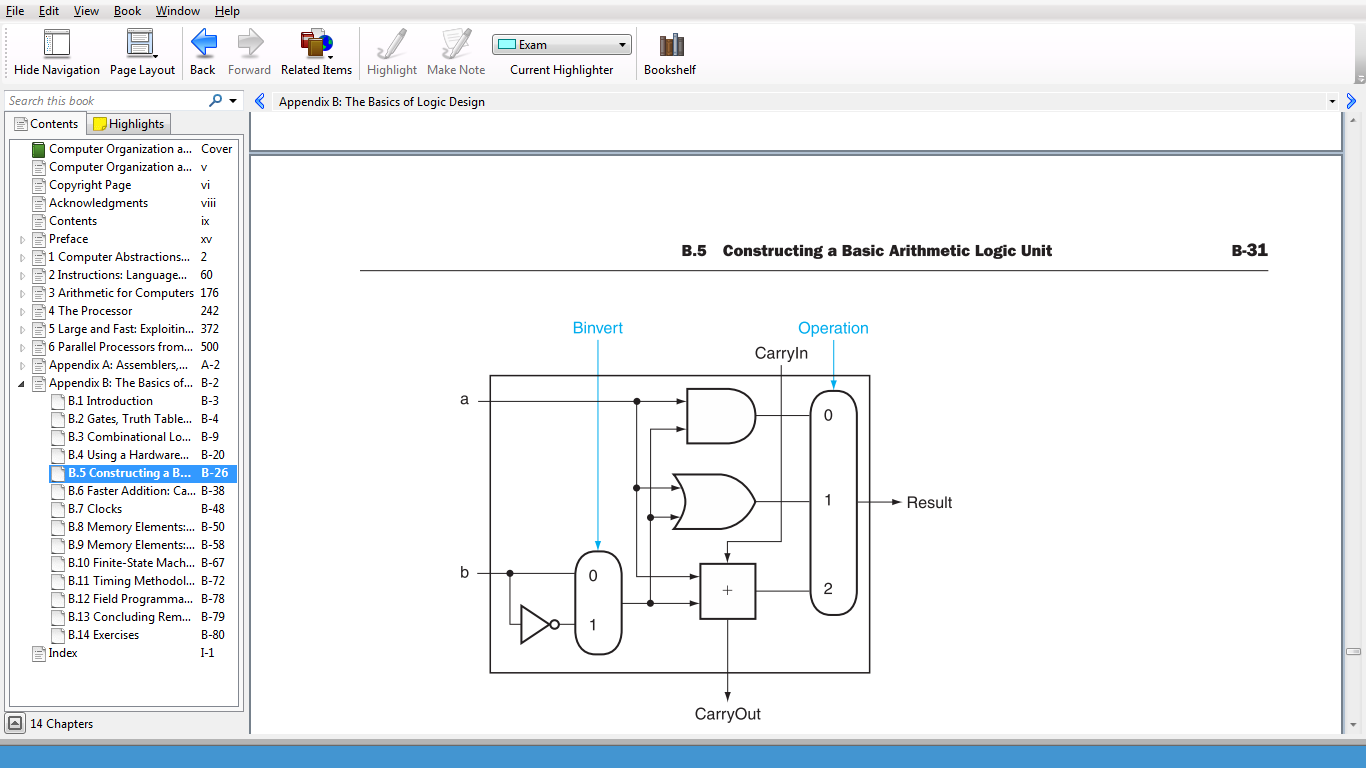 File Edit View Book Window Help
Hide Navigation Page Layout Back Forward Related Items Highlight Make Note Exam Current Highlighter Bookshelf
Search this book
Appendix B: The Basics of Logic Design
Contents Highlights
Computer Organization a... Cover
Computer Organization a... v
Copyright Page vi
Acknowledgments viii
Contents ix
Preface xv
1 Computer Abstractions... 2
2 Instructions: Language... 60
3 Arithmetic for Computers 176
4 The Processor 242
5 Large and Fast: Exploitin... 372
6 Parallel Processors from... 500
Appendix A: Assemblers,... A-2
Appendix B: The Basics of... B-2
B.1 Introduction B-3
B.2 Gates, Truth Table... B-4
B.3 Combinational Lo... B-9
B.4 Using a Hardware... B-20
B.5 Constructing a B... B-26
B.6 Faster Addition: Ca... B-38
B.7 Clocks B-48
B.8 Memory Elements:... B-50
B.9 Memory Elements:... B-58
B.10 Finite-State Mach... B-67
B.11 Timing Methodol... B-72
B.12 Field Programma... B-78
B.13 Concluding Rem... B-79
B.14 Exercises B-80
Index I-1
14 Chapters
B.5 Constructing a Basic Arithmetic Logic Unit B-31
Binvert Operation
CarryIn
a
0
1
Result
b
0
1
+
2
CarryOut